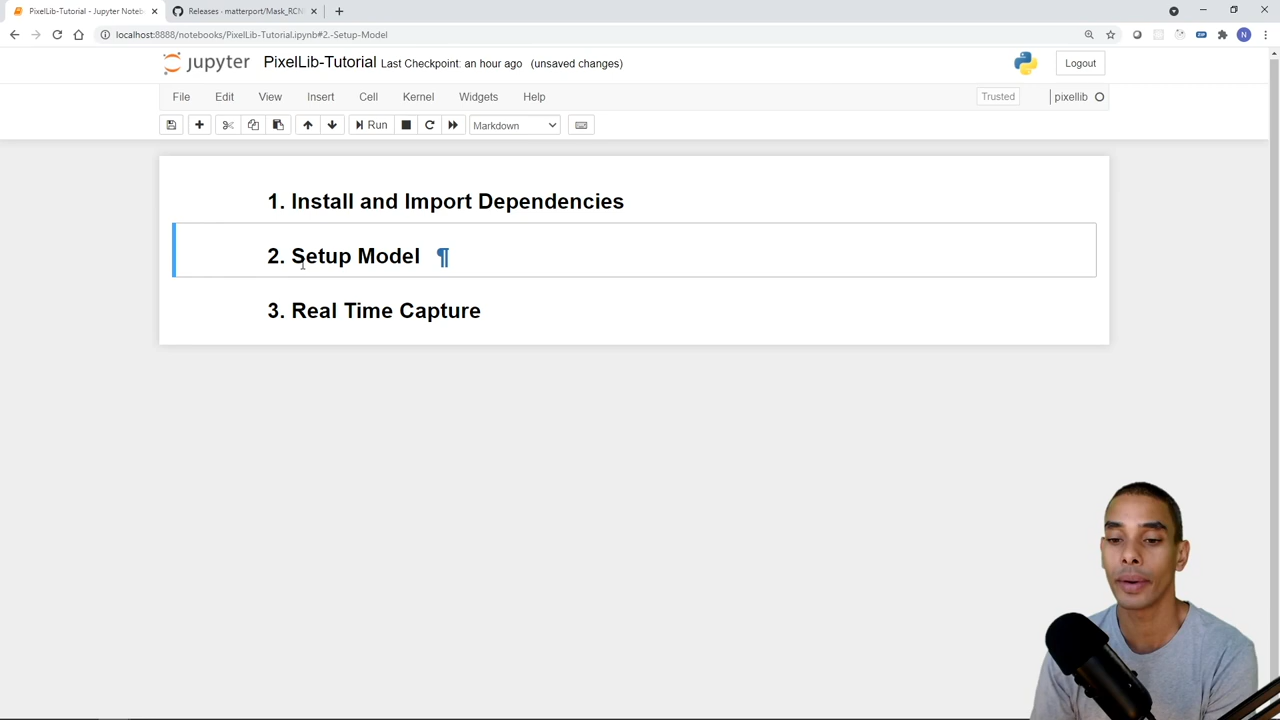 PixelLib-Tutorial - Jupyter Noteb
Releases · matterport/Mask_RCN
localhost:8888/notebooks/PixelLib-Tutorial.ipynb#2.-Setup-Model
N
jupyter PixelLib-Tutorial Last Checkpoint: an hour ago (unsaved changes)
Logout
File Edit View Insert Cell Kernel Widgets Help
Trusted
pixellib
Run
Markdown
1. Install and Import Dependencies
2. Setup Model ¶
3. Real Time Capture